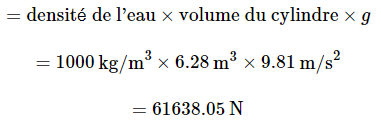 = densité de l'eau × volume du cylindre × g
= 1000 kg/m³ × 6.28 m³ × 9.81 m/s²
= 61638.05 N